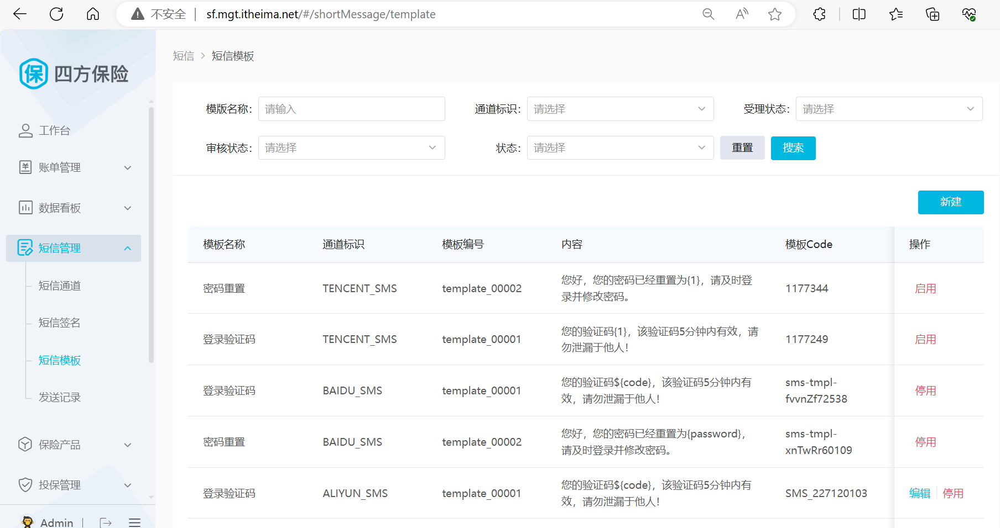 不安全 | sf.mgt.itheima.net/#/shortMessage/template
保 四方保险
工作台
账单管理
数据看板
短信管理
短信通道
短信签名
短信模板
发送记录
保险产品
投保管理
Admin
短信 > 短信模板
模版名称: 请输入 通道标识: 请选择 受理状态: 请选择
审核状态: 请选择 状态: 请选择 重置 搜索
新建
模板名称 通道标识 模板编号 内容 模板Code 操作
密码重置 TENCENT_SMS template_00002 您好，您的密码已经重置为{1}，请及时登 1177344 启用
录并修改密码。
登录验证码 TENCENT_SMS template_00001 您的验证码{1}，该验证码5分钟内有效，请 1177249 启用
勿泄漏于他人！
登录验证码 BAIDU_SMS template_00001 您的验证码${code}，该验证码5分钟内有 sms-tmpl- 停用
效，请勿泄漏于他人！ fvvnZf72538
密码重置 BAIDU_SMS template_00002 您好，您的密码已经重置为{password}， sms-tmpl- 停用
请及时登录并修改密码。 xnTwRr60109
登录验证码 ALIYUN_SMS template_00001 您的验证码${code}，该验证码5分钟内有 SMS_227120103 编辑 停用
效，请勿泄漏于他人！